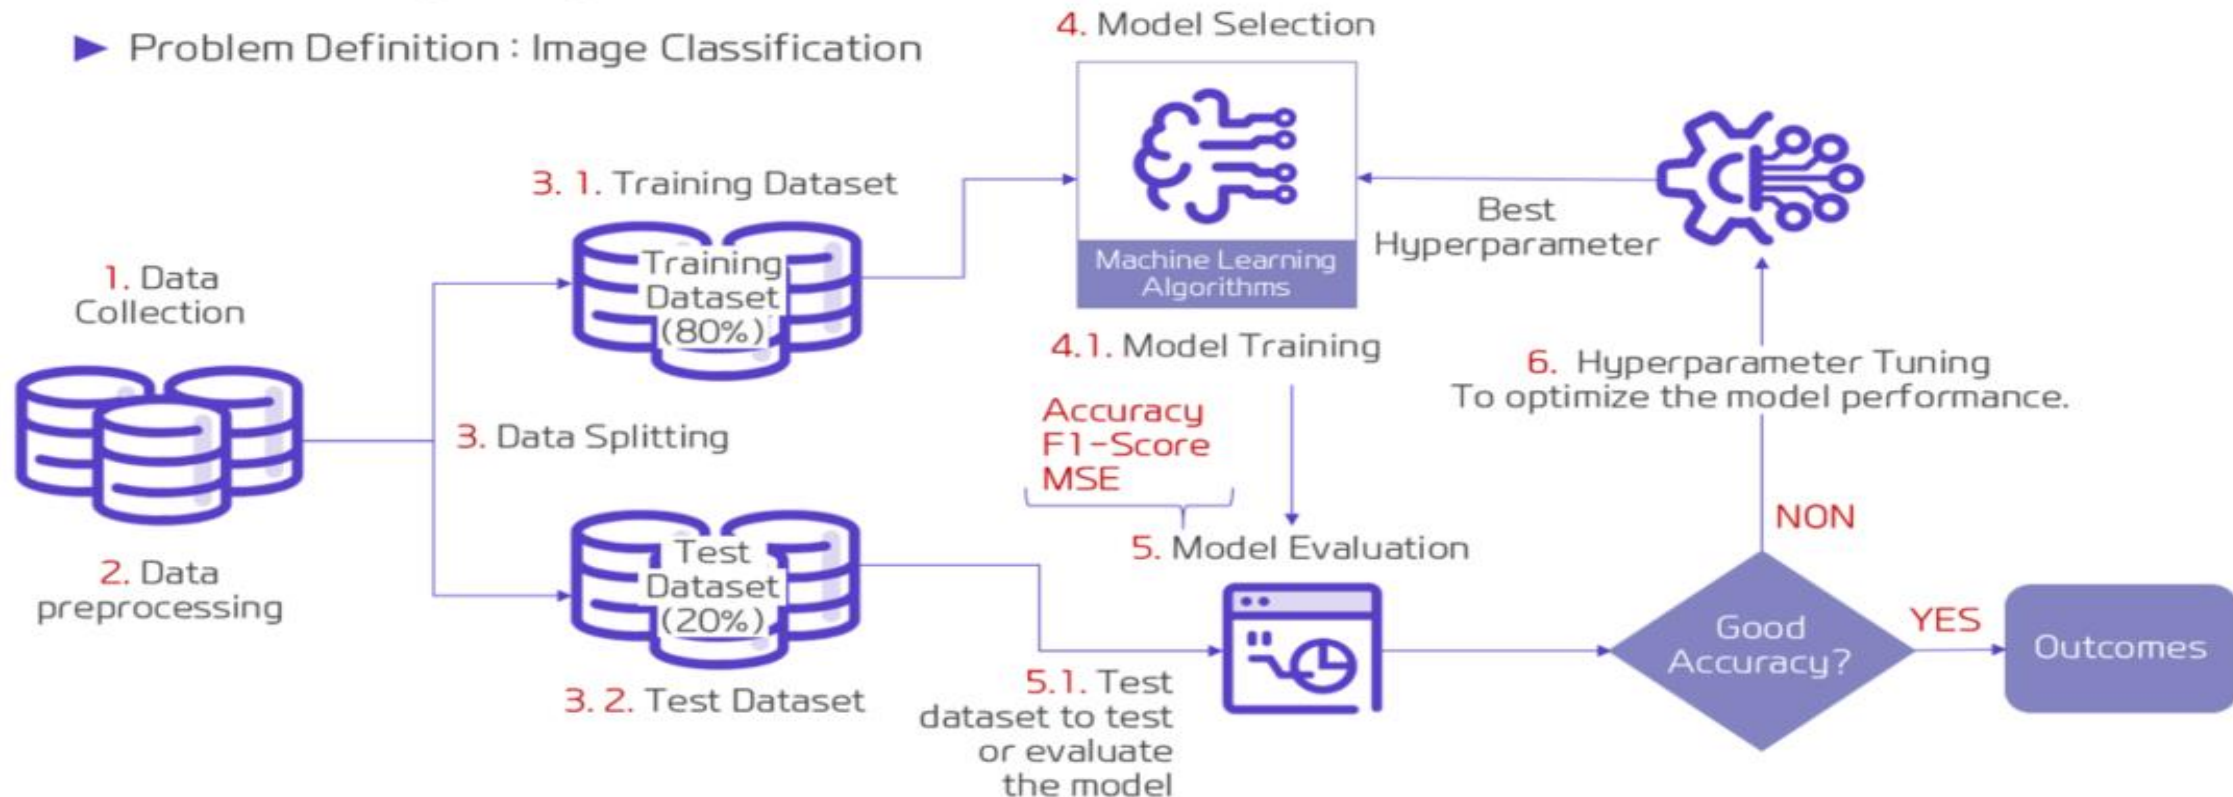 ▶ Problem Definition : Image Classification
1. Data
Collection
2. Data
preprocessing
3. Data Splitting
3. 1. Training Dataset
Training
Dataset
(80%)
Test
Dataset
(20%)
3. 2. Test Dataset
4. Model Selection
Machine Learning
Algorithms
4.1. Model Training
Accuracy
F1-Score
MSE
5. Model Evaluation
5.1. Test
dataset to test
or evaluate
the model
Best
Hyperparameter
6. Hyperparameter Tuning
To optimize the model performance.
NON
Good
Accuracy?
YES
Outcomes